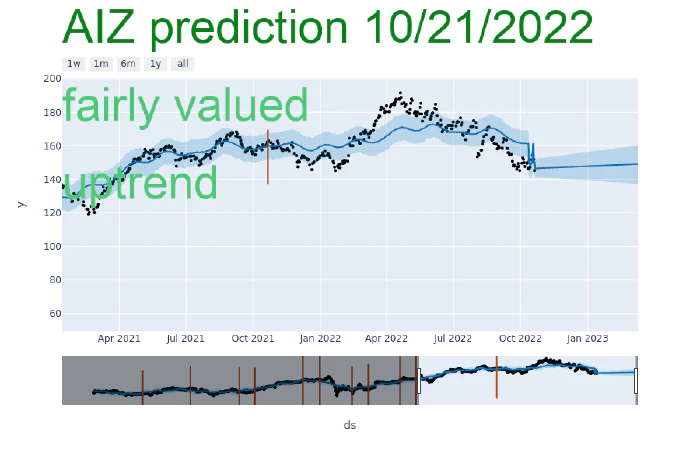 AIZ prediction 10/21/2022
1w 1m 6m 1y all
200
fairly valued
180
160
uptrend
140
y
120
100
80
60
Apr 2021 Jul 2021 Oct 2021 Jan 2022 Apr 2022 Jul 2022 Oct 2022 Jan 2023
ds